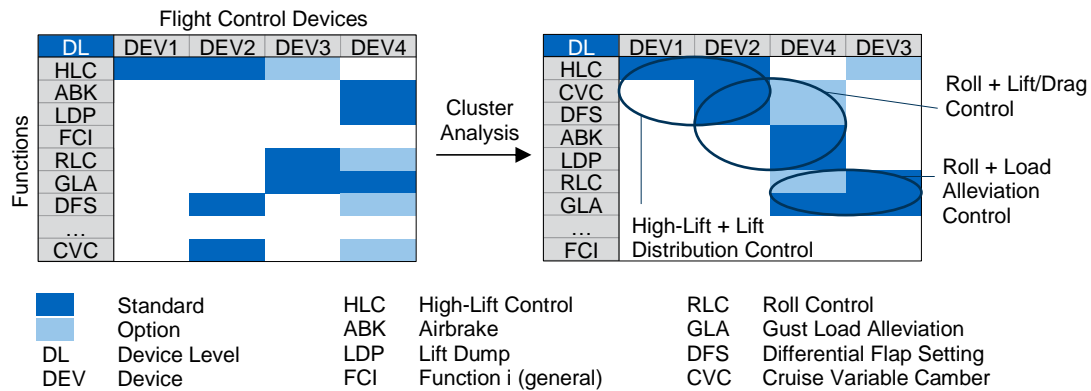 Flight Control Devices
DL DEV1 DEV2 DEV3 DEV4
HLC
ABK
LDP
FCI
RLC
GLA
DFS
...
CVC
Functions
Cluster
Analysis
DL DEV1 DEV2 DEV4 DEV3
HLC
CVC
DFS
ABK
LDP
RLC
GLA
...
FCI
Roll + Lift/Drag
Control
Roll + Load
Alleviation
Control
High-Lift + Lift
Distribution Control
Standard
Option
DL Device Level
DEV Device
HLC High-Lift Control
ABK Airbrake
LDP Lift Dump
FCI Function i (general)
RLC Roll Control
GLA Gust Load Alleviation
DFS Differential Flap Setting
CVC Cruise Variable Camber